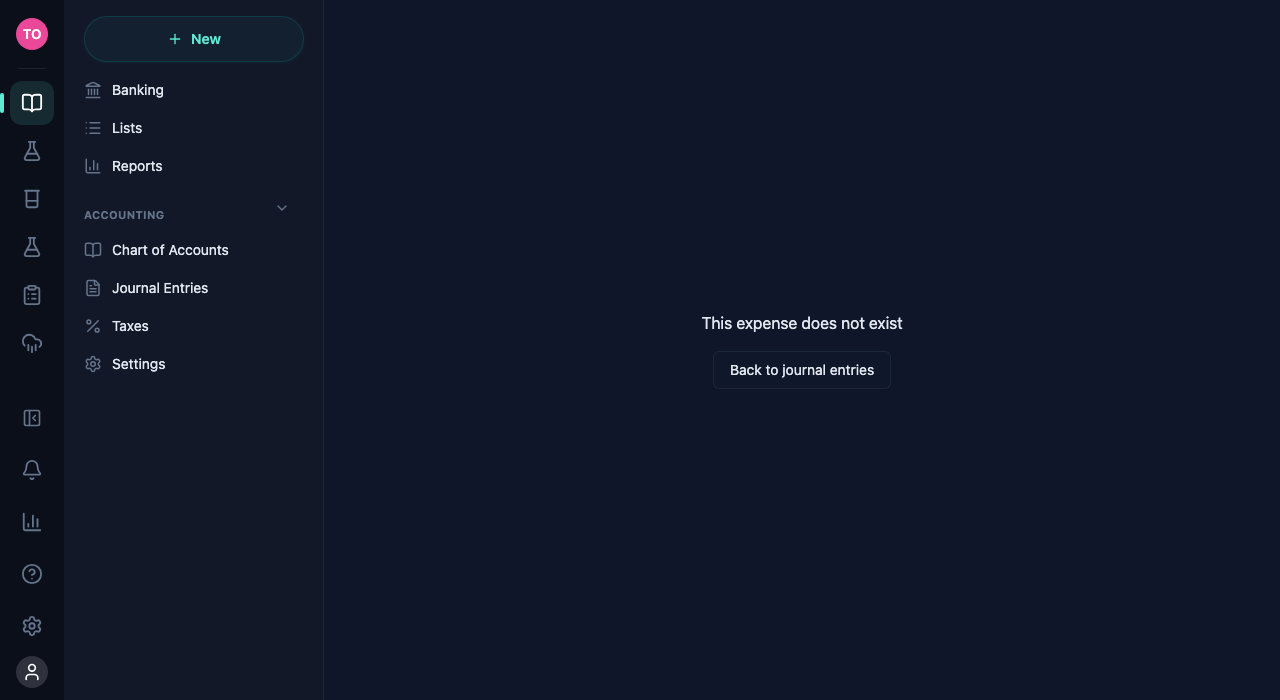 TO
New
Banking
Lists
Reports
ACCOUNTING
Chart of Accounts
Journal Entries
Taxes
Settings
This expense does not exist
Back to journal entries